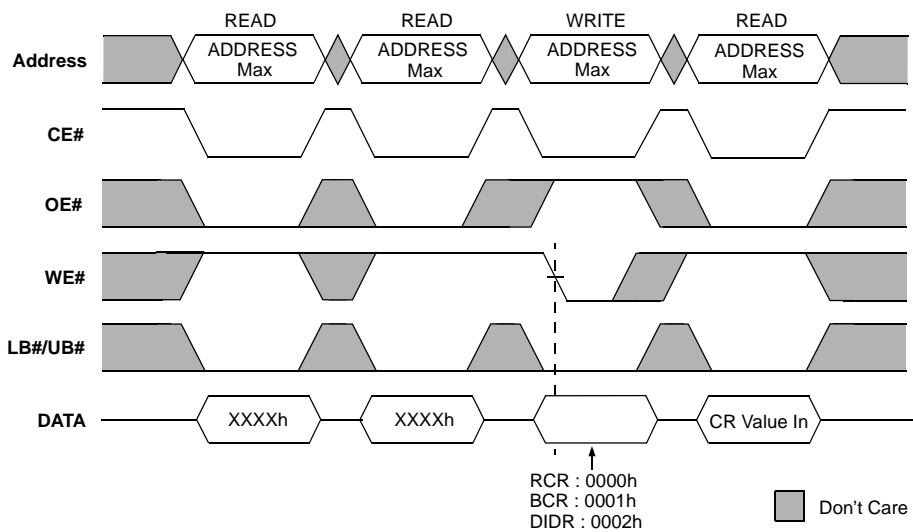 READ READ WRITE READ
Address ADDRESS Max ADDRESS Max ADDRESS Max ADDRESS Max
CE#
OE#
WE#
LB#/UB#
DATA XXXXh XXXXh CR Value In
RCR : 0000h
BCR : 0001h
DIDR : 0002h
Don't Care